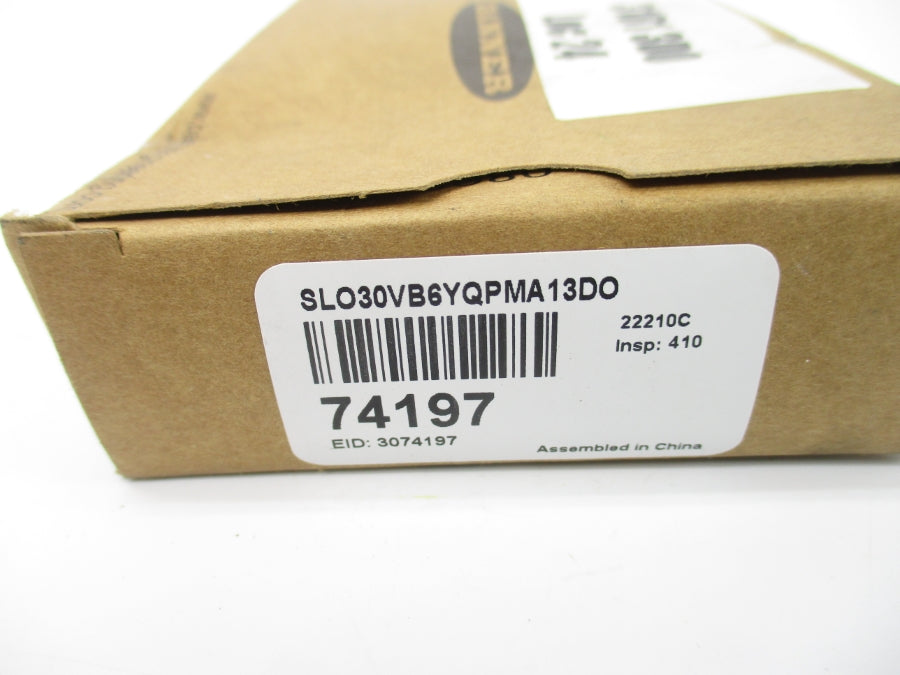 SLO30VB6YQPMA13DO
22210C
Insp: 410
74197
EID: 3074197
Assembled in China